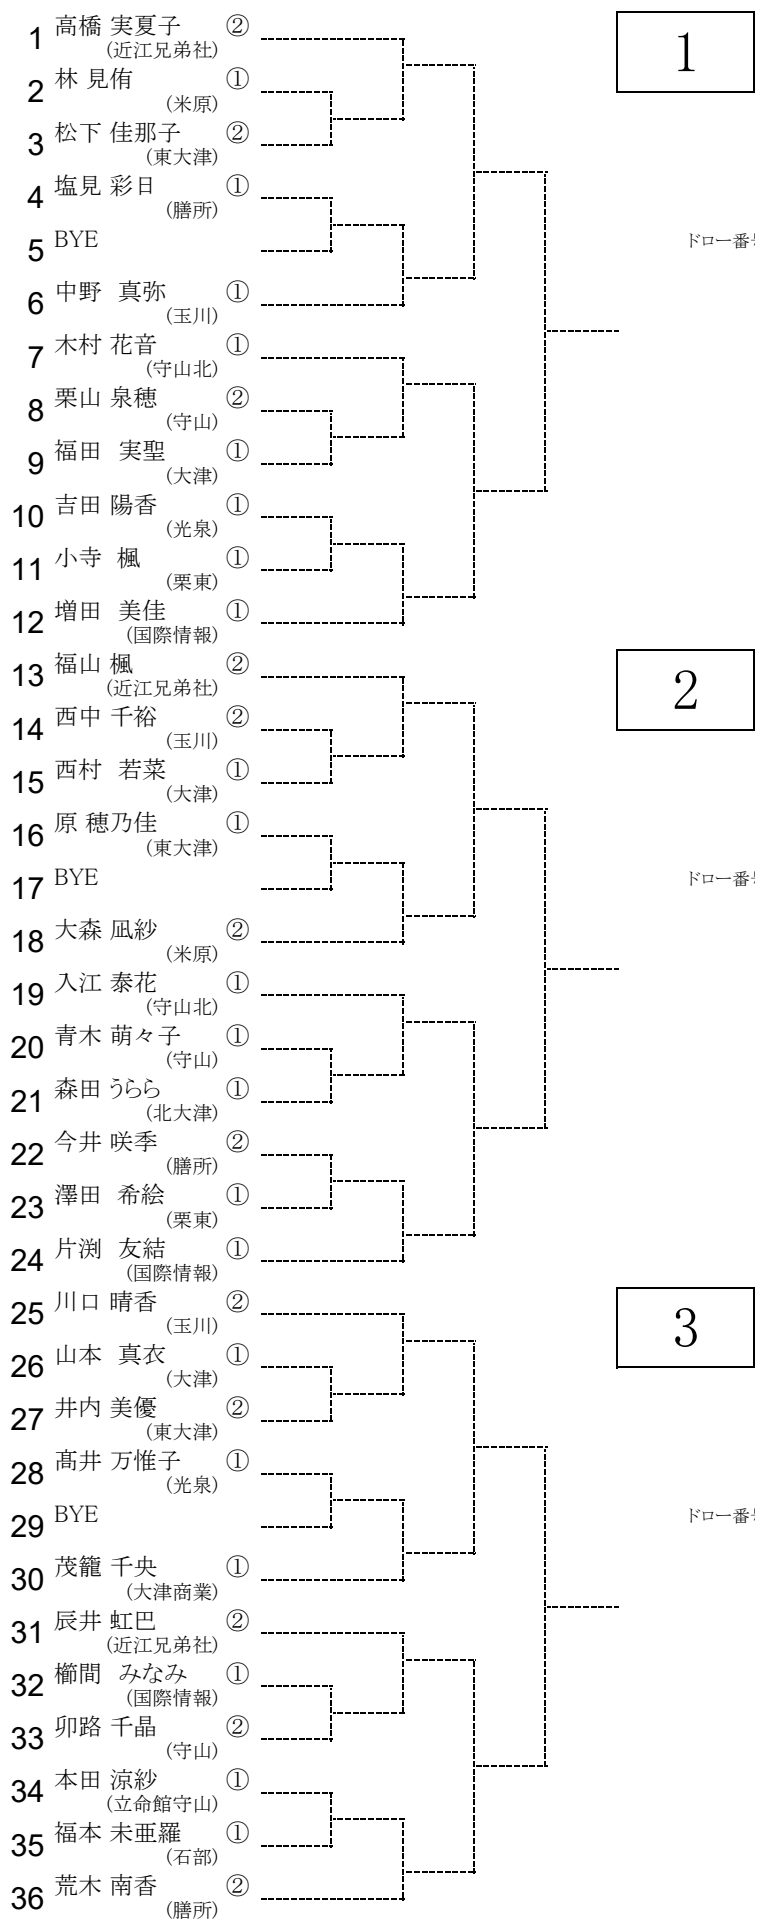 1 高橋 実夏子 ②
(近江兄弟社)
1
2 林 見侑 ①
(米原)
3 松下 佳那子 ②
(東大津)
4 塩見 彩日 ①
(膳所)
5 BYE
ドロー番
6 中野 真弥 ①
(玉川)
7 木村 花音 ①
(守山北)
8 栗山 泉穂 ②
(守山)
9 福田 実聖 ①
(大津)
10 吉田 陽香 ①
(光泉)
11 小寺 楓 ①
(栗東)
12 増田 美佳 ①
(国際情報)
13 福山 楓 ②
(近江兄弟社)
2
14 西中 千裕 ②
(玉川)
15 西村 若菜 ①
(大津)
16 原 穂乃佳 ①
(東大津)
17 BYE
ドロー番
18 大森 凪紗 ②
(米原)
19 入江 泰花 ①
(守山北)
20 青木 萌々子 ①
(守山)
21 森田 うらら ①
(北大津)
22 今井 咲季 ②
(膳所)
23 澤田 希絵 ①
(栗東)
24 片渕 友結 ①
(国際情報)
25 川口 晴香 ②
(玉川)
3
26 山本 真衣 ①
(大津)
27 井内 美優 ②
(東大津)
28 髙井 万惟子 ①
(光泉)
29 BYE
ドロー番
30 茂籠 千央 ①
(大津商業)
31 辰井 虹巴 ②
(近江兄弟社)
32 櫛間 みなみ ①
(国際情報)
33 卯路 千晶 ②
(守山)
34 本田 涼紗 ①
(立命館守山)
35 福本 未亜羅 ①
(石部)
36 荒木 南香 ②
(膳所)